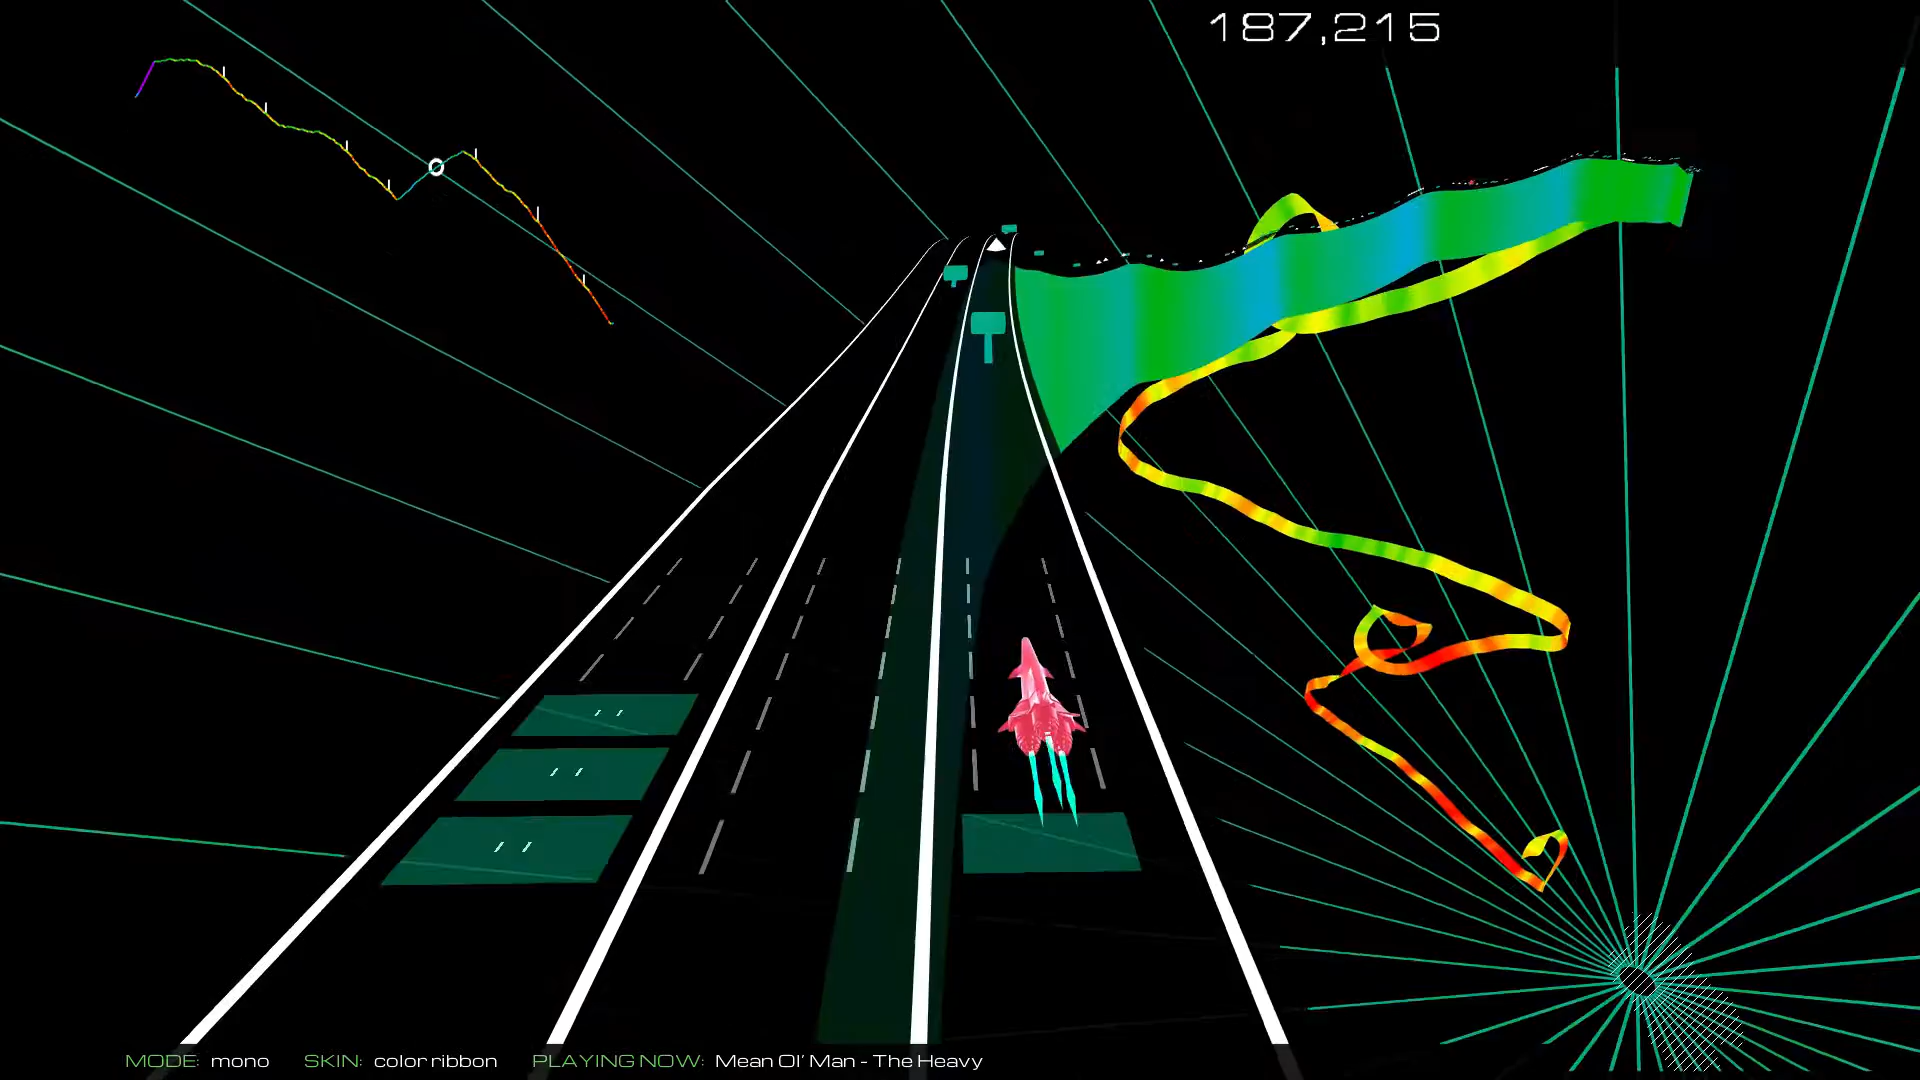 187,215
MODE: mono SKIN: color ribbon PLAYING NOW: Mean Ol' Man - The Heavy